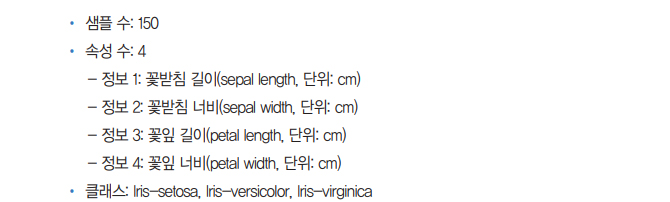 • 샘플 수: 150
• 속성 수: 4
– 정보 1: 꽃받침 길이(sepal length, 단위: cm)
– 정보 2: 꽃받침 너비(sepal width, 단위: cm)
– 정보 3: 꽃잎 길이(petal length, 단위: cm)
– 정보 4: 꽃잎 너비(petal width, 단위: cm)
• 클래스: Iris–setosa, Iris–versicolor, Iris–virginica